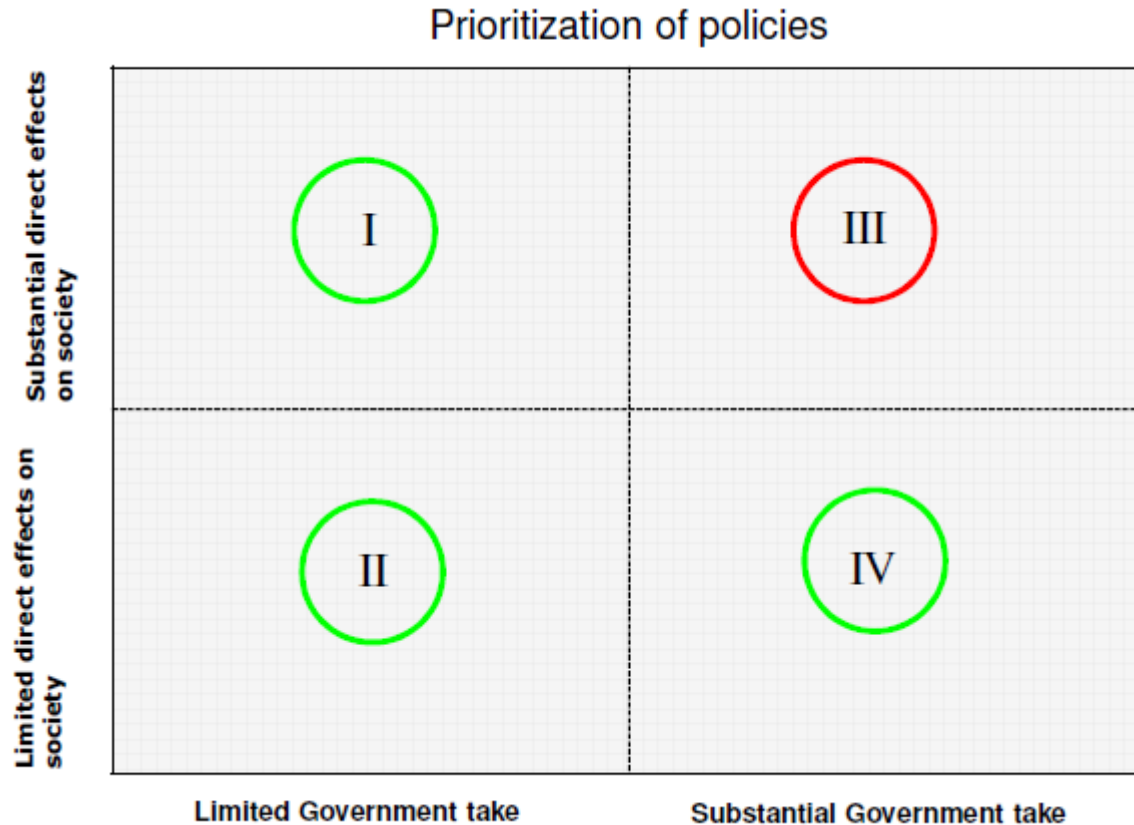 Prioritization of policies
Substantial direct effects
on society
I
III
Limited direct effects on
society
II
IV
Limited Government take
Substantial Government take